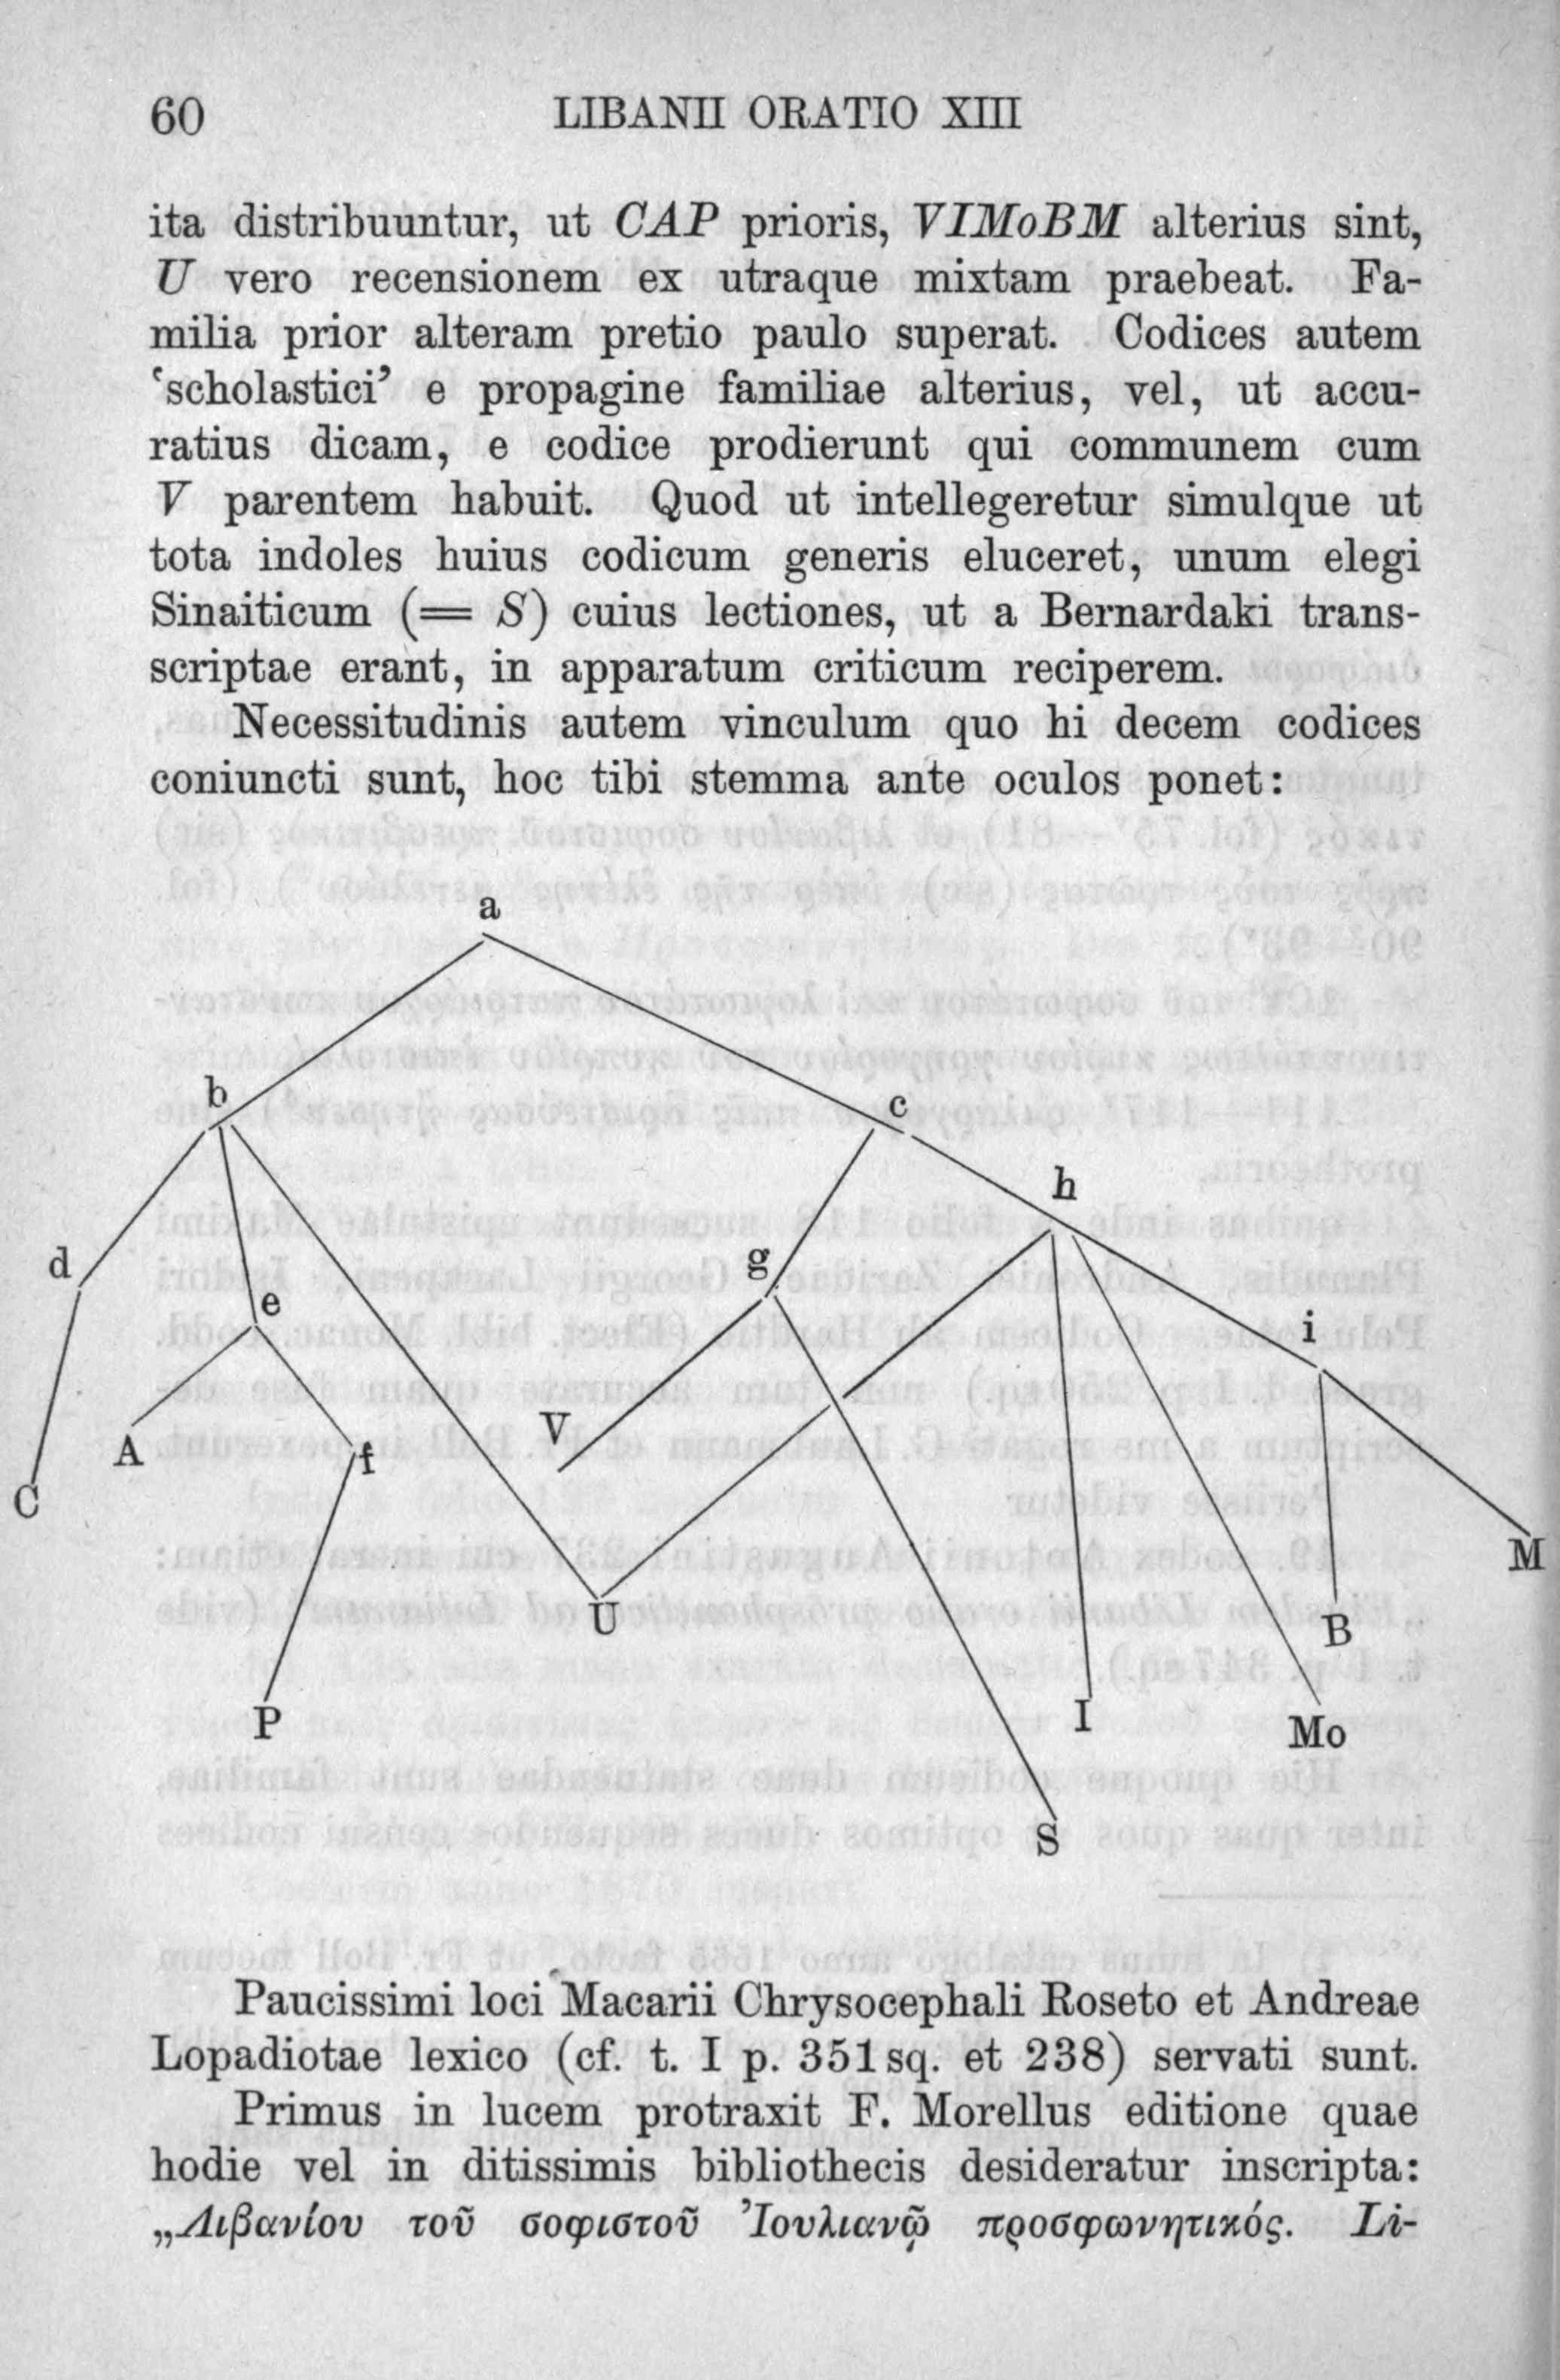 60 LIBANII ORATIO XIII
ita distribuuntur, ut CAP prioris, VIMoBM alterius sint,
U vero recensionem ex utraque mixtam praebeat. Fa-
milia prior alteram pretio paulo superat. Codices autem
‘scholastici’ e propagine familiae alterius, vel, ut accu-
ratius dicam, e codice prodierunt qui communem cum
V parentem habuit. Quod ut intellegeretur simulque ut
tota indoles huius codicum generis eluceret, unum elegi
Sinaiticum (= S) cuius lectiones, ut a Bernardaki trans-
scriptae erant, in apparatum criticum reciperem.
Necessitudinis autem vinculum quo hi decem codices
coniuncti sunt, hoc tibi stemma ante oculos ponet:
a
b
c
h
d
g
e
i
V
A
f
C
M
U
B
P
I
Mo
S
Paucissimi loci Macarii Chrysocephali Roseto et Andreae
Lopadiotae lexico (cf. t. I p. 351 sq. et 238) servati sunt.
Primus in lucem protraxit F. Morellus editione quae
hodie vel in ditissimis bibliothecis desideratur inscripta:
„Λιβανίου τοῦ σοφιστοῦ Ἰουλιανῷ προσφωνητικός. Li-